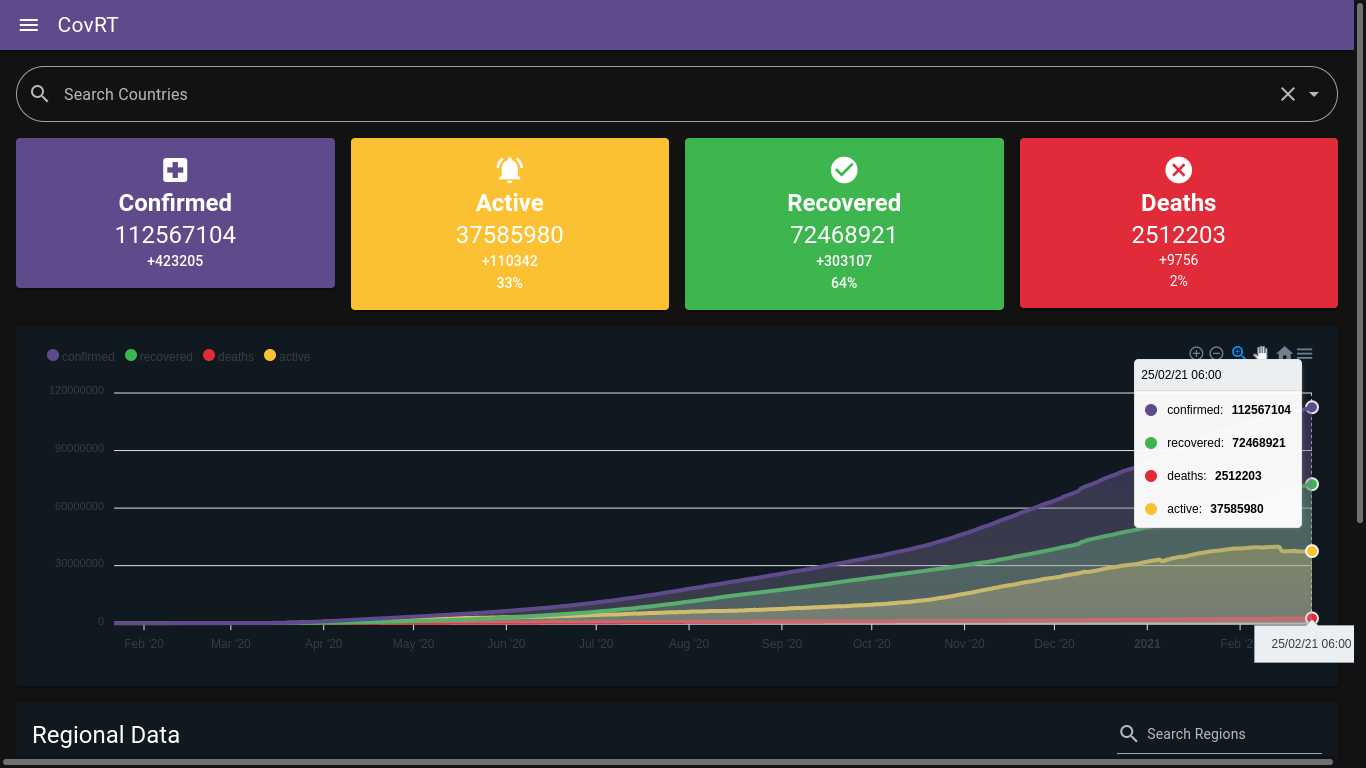 CovRT
Search Countries
Confirmed
112567104
+423205
Active
37585980
+110342
33%
Recovered
72468921
+303107
64%
Deaths
2512203
+9756
2%
confirmed recovered deaths active
25/02/21 06:00
confirmed: 112567104
recovered: 72468921
deaths: 2512203
active: 37585980
120000000
90000000
60000000
30000000
0
Feb '20 Mar '20 Apr '20 May '20 Jun '20 Jul '20 Aug '20 Sep '20 Oct '20 Nov '20 Dec '20 2021 Feb '2
25/02/21 06:00
Regional Data
Search Regions